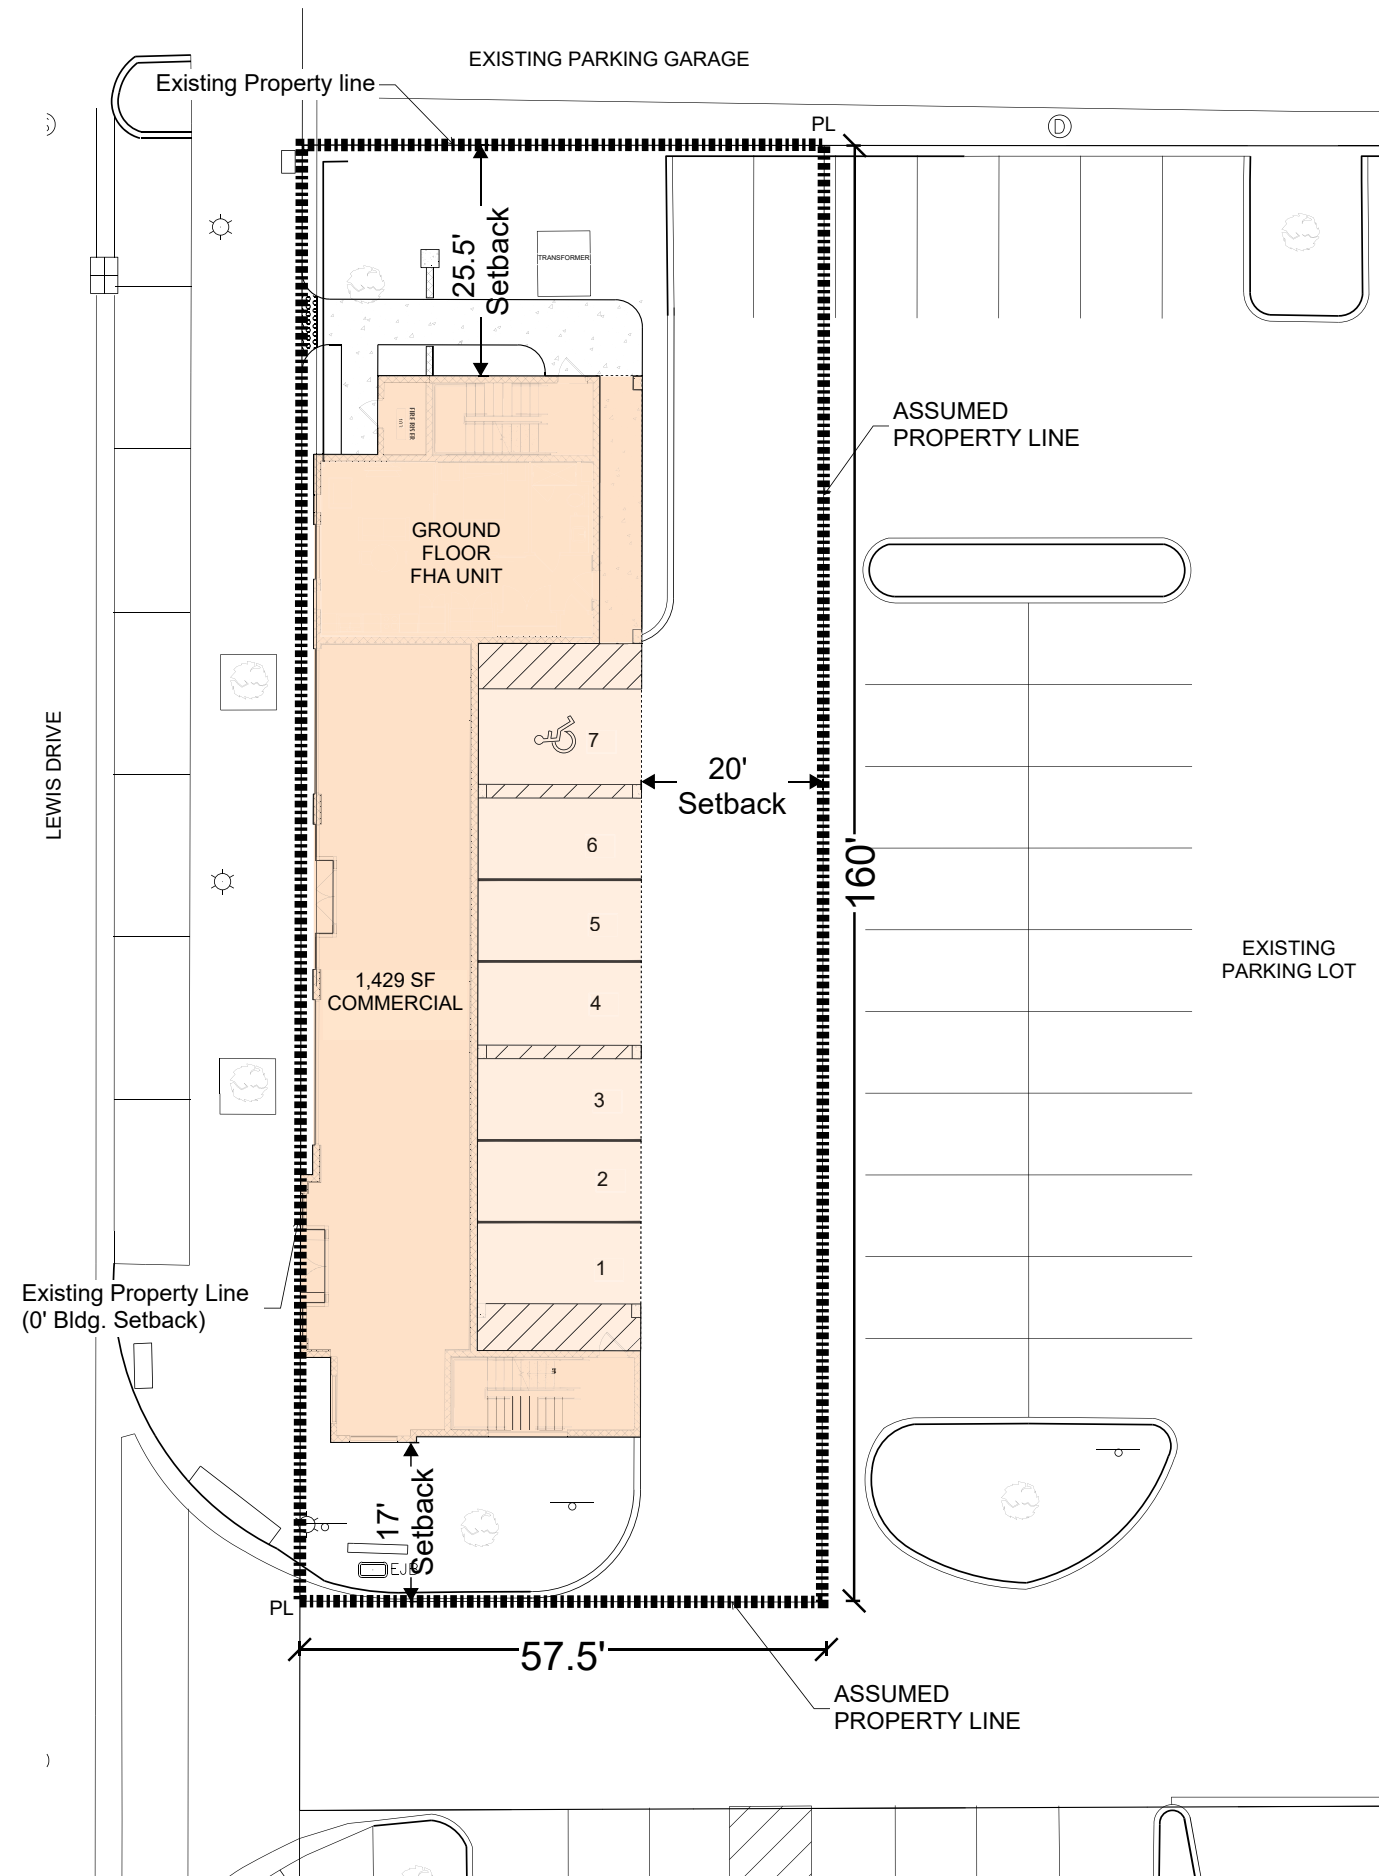 EXISTING PARKING GARAGE
Existing Property line
PL
D
25.5'
Setback
TRANSFORMER
ASSUMED
PROPERTY LINE
FIRE RISER
GROUND
FLOOR
FHA UNIT
LEWIS DRIVE
7
20'
Setback
160'
6
5
4
3
2
1
1,429 SF
COMMERCIAL
EXISTING
PARKING LOT
Existing Property Line
(0' Bldg. Setback)
17'
Setback
EJB
PL
57.5'
ASSUMED
PROPERTY LINE